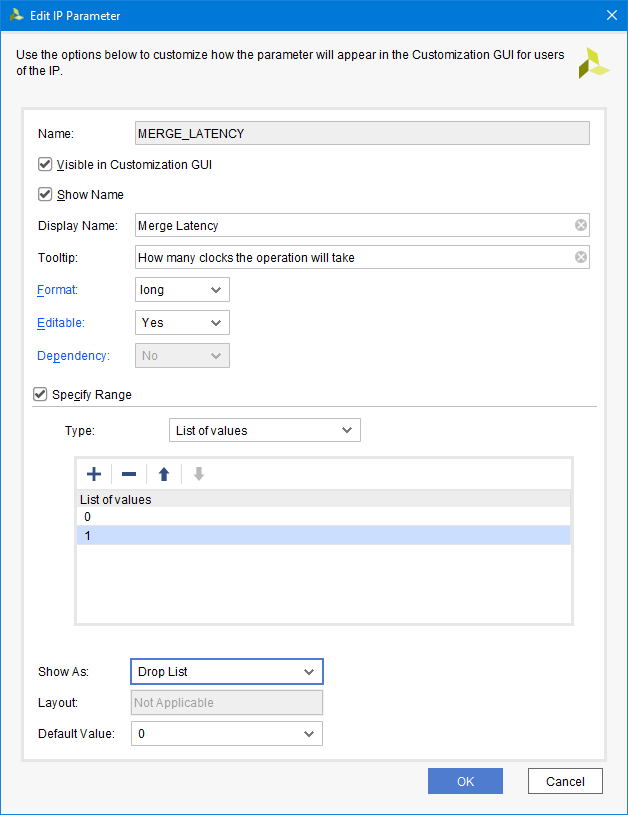 Edit IP Parameter
Use the options below to customize how the parameter will appear in the Customization GUI for users
of the IP.
Name: MERGE_LATENCY
Visible in Customization GUI
Show Name
Display Name: Merge Latency
Tooltip: How many clocks the operation will take
Format: long
Editable: Yes
Dependency: No
Specify Range
Type: List of values
List of values
0
1
Show As: Drop List
Layout: Not Applicable
Default Value: 0
OK Cancel